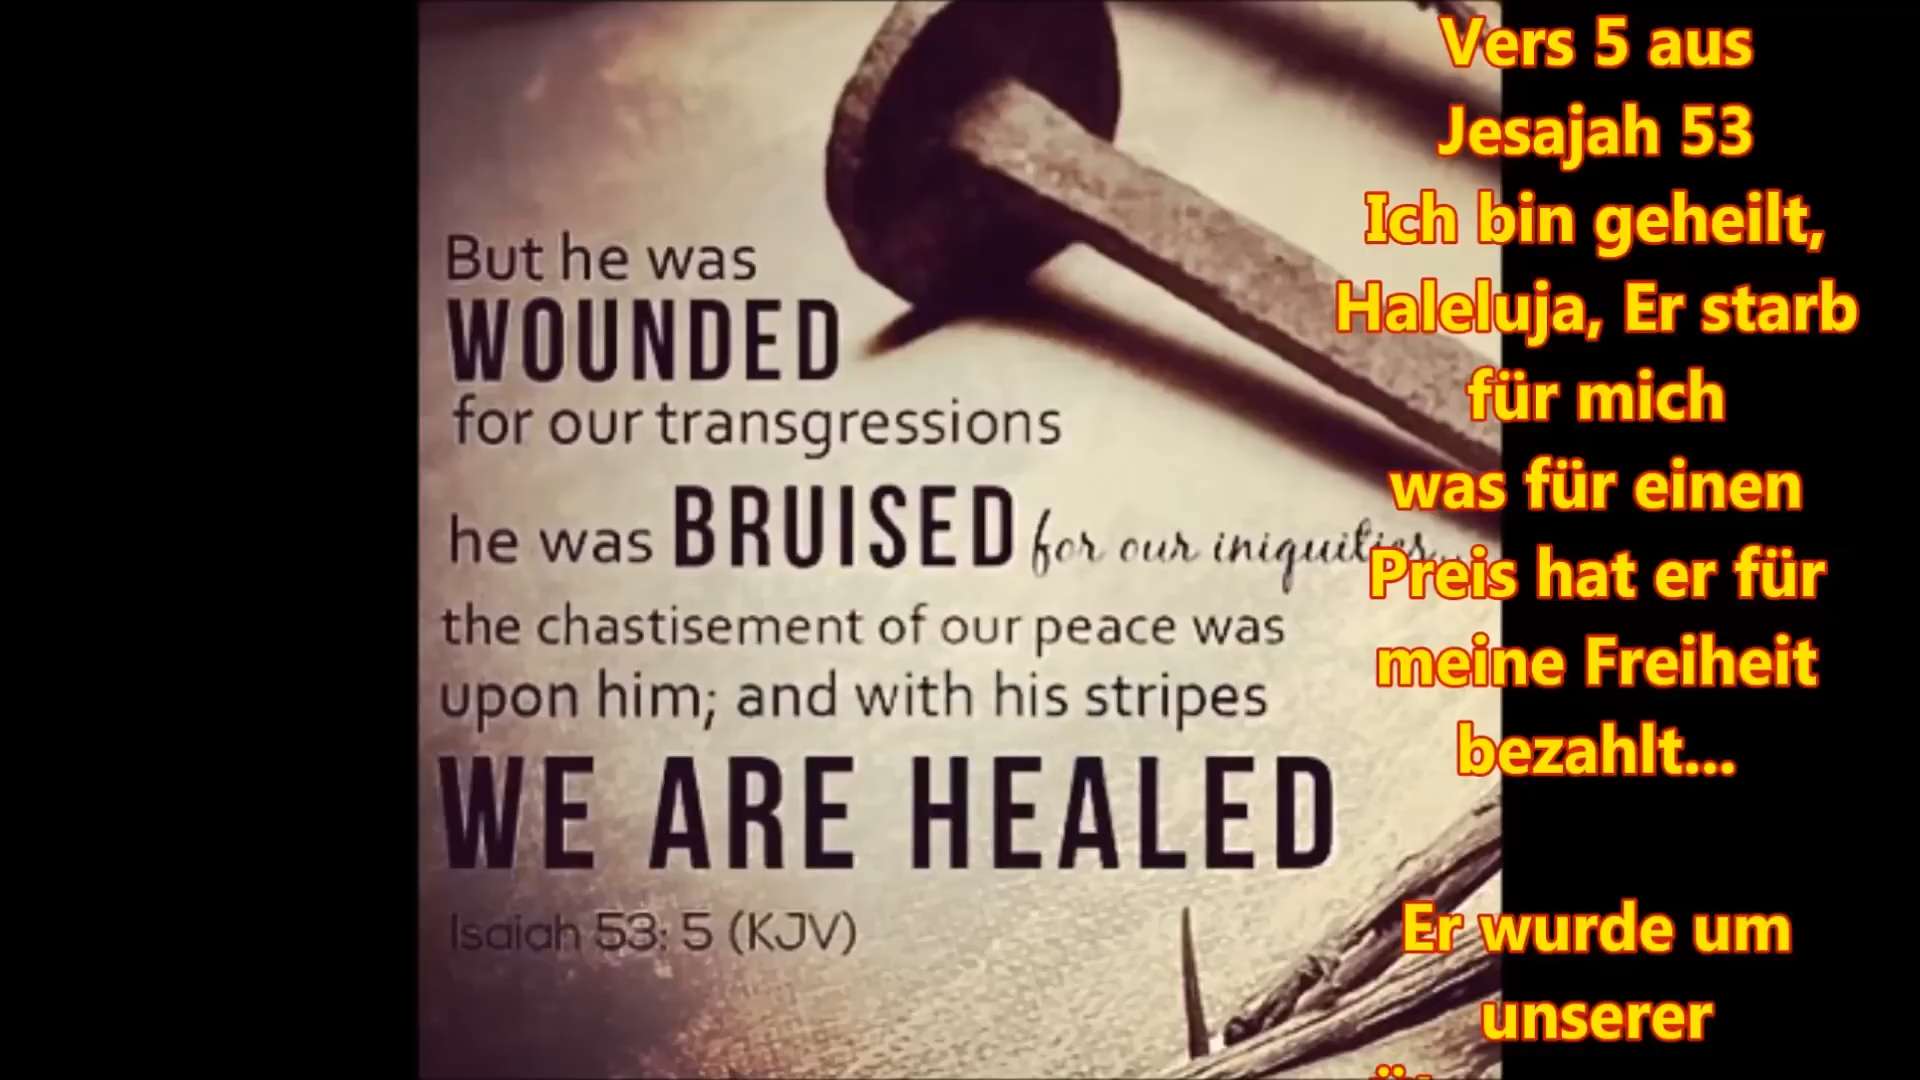 But he was
WOUNDED
for our transgressions
he was BRUISED for our iniquities...
the chastisement of our peace was
upon him; and with his stripes
WE ARE HEALED
Isaiah 53: 5 (KJV)
Vers 5 aus
Jesajah 53
Ich bin geheilt,
Haleluja, Er starb
für mich
was für einen
Preis hat er für
meine Freiheit
bezahlt...
Er wurde um
unserer